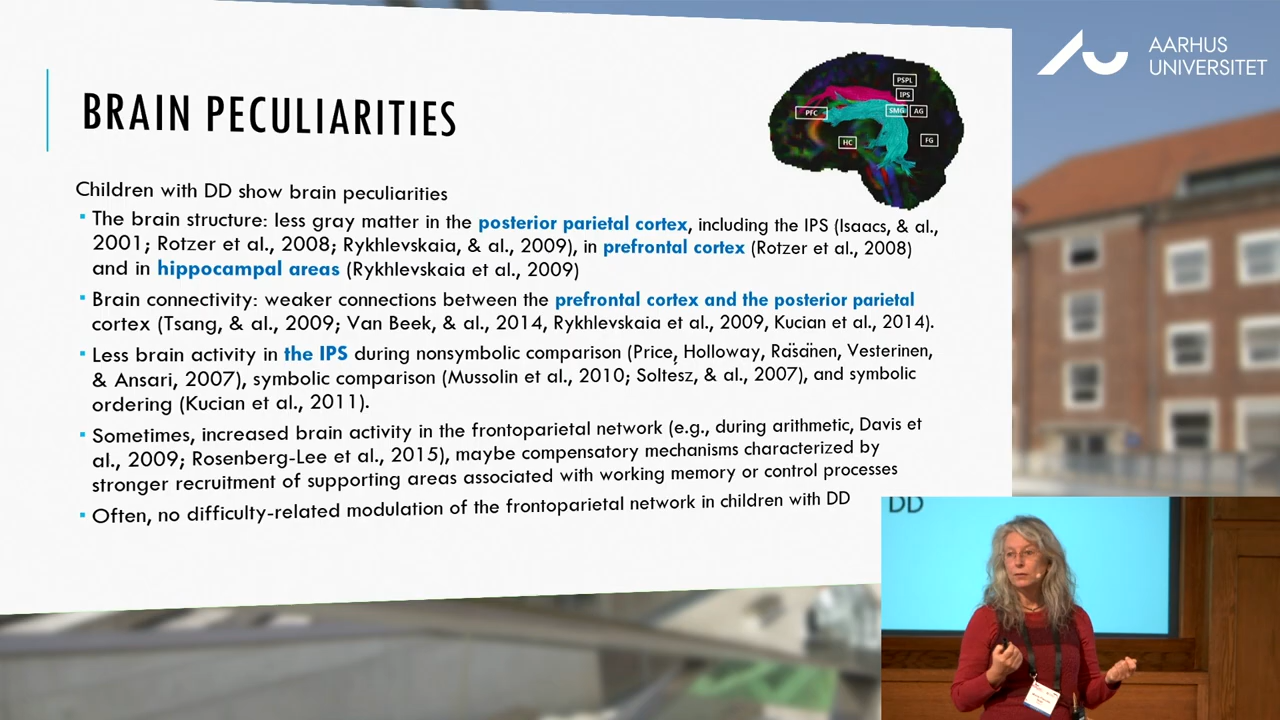 AARHUS
UNIVERSITET
BRAIN PECULIARITIES
PSPL
IPS
PFC
SMG
AG
HC
FG
Children with DD show brain peculiarities
▪ The brain structure: less gray matter in the posterior parietal cortex, including the IPS (Isaacs, & al.,
2001; Rotzer et al., 2008; Rykhlevskaia, & al., 2009), in prefrontal cortex (Rotzer et al., 2008)
and in hippocampal areas (Rykhlevskaia et al., 2009)
▪ Brain connectivity: weaker connections between the prefrontal cortex and the posterior parietal
cortex (Tsang, & al., 2009; Van Beek, & al., 2014, Rykhlevskaia et al., 2009, Kucian et al., 2014).
▪ Less brain activity in the IPS during nonsymbolic comparison (Price, Holloway, Räsänen, Vesterinen,
& Ansari, 2007), symbolic comparison (Mussolin et al., 2010; Soltesz, & al., 2007), and symbolic
ordering (Kucian et al., 2011).
▪ Sometimes, increased brain activity in the frontoparietal network (e.g., during arithmetic, Davis et
al., 2009; Rosenberg-Lee et al., 2015), maybe compensatory mechanisms characterized by
stronger recruitment of supporting areas associated with working memory or control processes
▪ Often, no difficulty-related modulation of the frontoparietal network in children with DD
DD